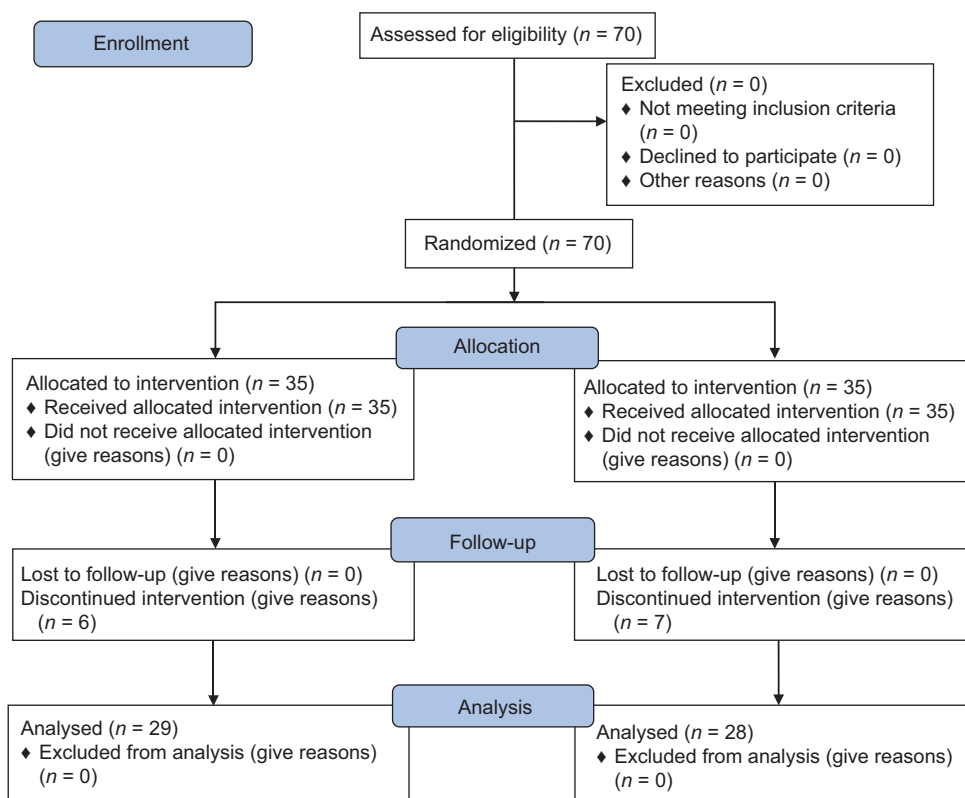 Enrollment
Assessed for eligibility (n = 70)
Excluded (n = 0)
♦ Not meeting inclusion criteria
(n = 0)
♦ Declined to participate (n = 0)
♦ Other reasons (n = 0)
Randomized (n = 70)
Allocation
Allocated to intervention (n = 35)
♦ Received allocated intervention (n = 35)
♦ Did not receive allocated intervention
(give reasons) (n = 0)
Allocated to intervention (n = 35)
♦ Received allocated intervention (n = 35)
♦ Did not receive allocated intervention
(give reasons) (n = 0)
Follow-up
Lost to follow-up (give reasons) (n = 0)
Discontinued intervention (give reasons)
(n = 6)
Lost to follow-up (give reasons) (n = 0)
Discontinued intervention (give reasons)
(n = 7)
Analysis
Analysed (n = 29)
♦ Excluded from analysis (give reasons)
(n = 0)
Analysed (n = 28)
♦ Excluded from analysis (give reasons)
(n = 0)